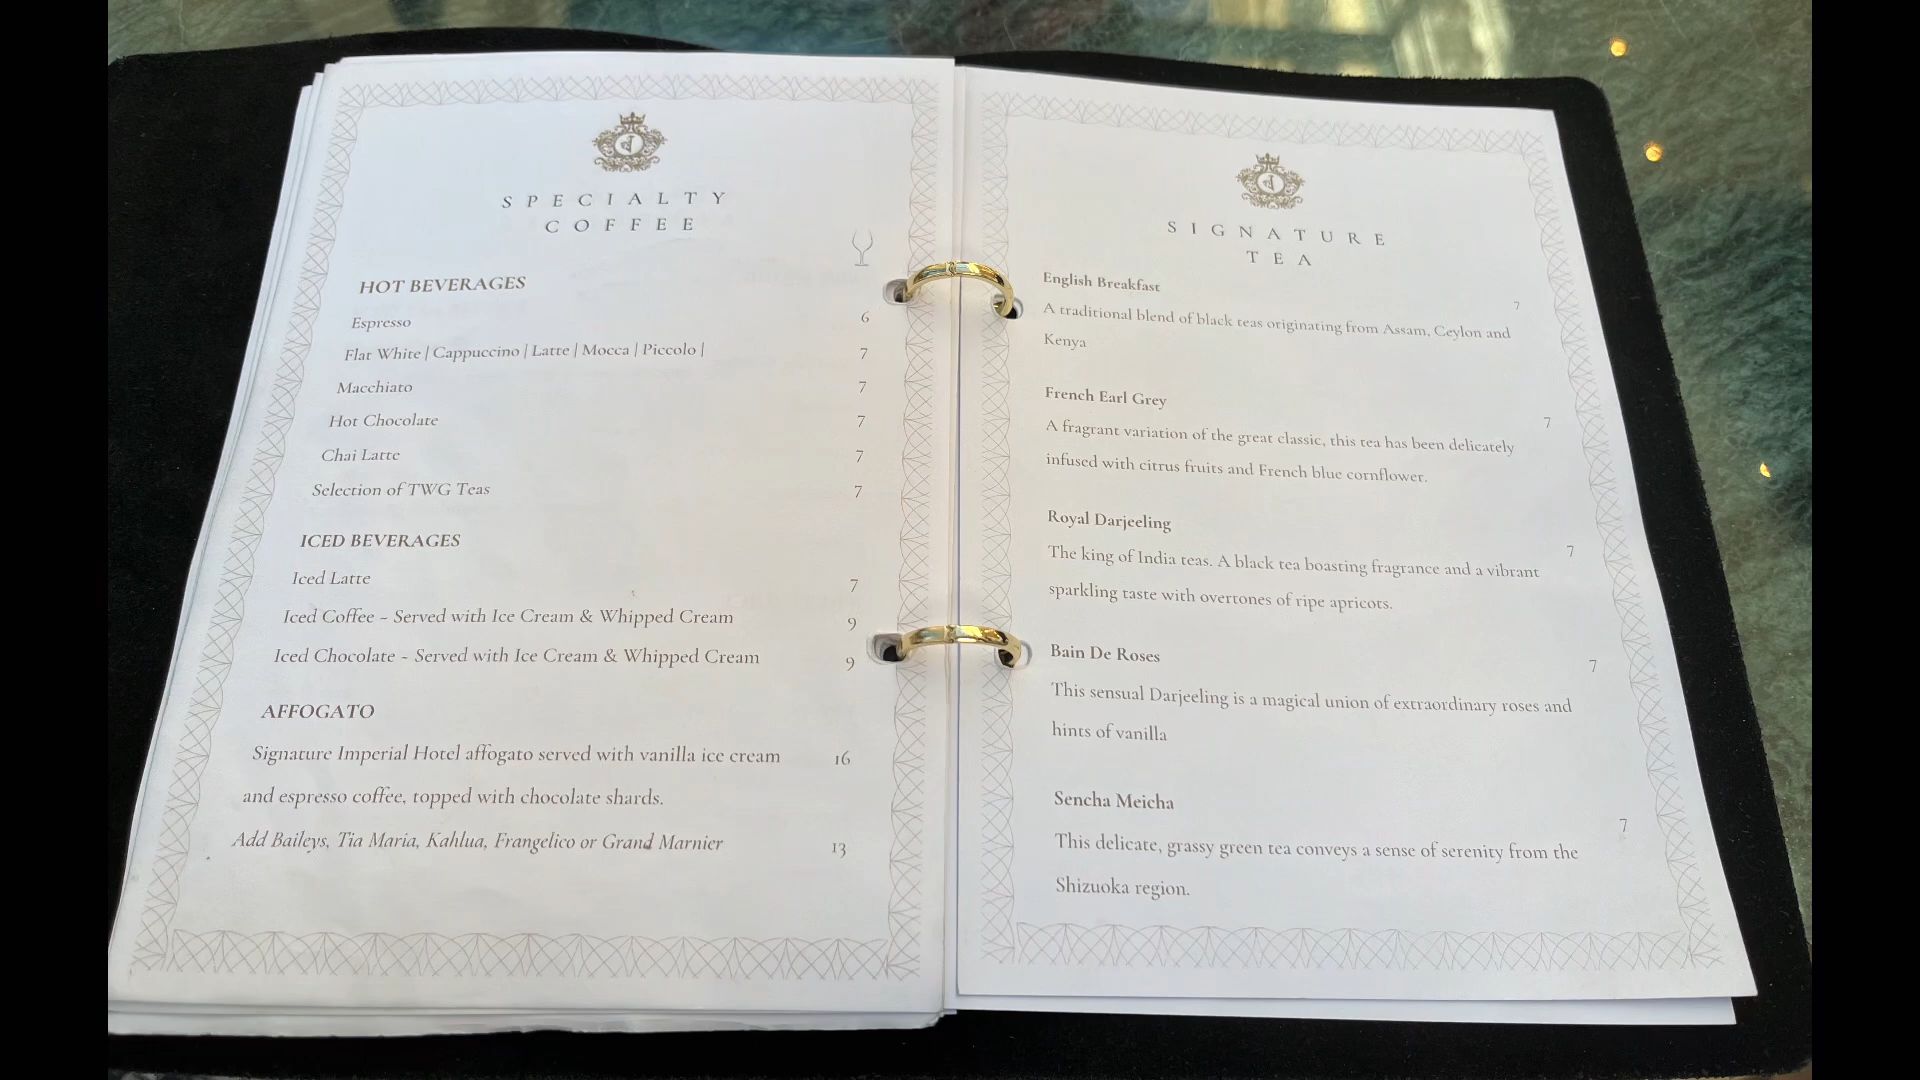 SPECIALTY
COFFEE
HOT BEVERAGES
Espresso 6
Flat White | Cappuccino | Latte | Mocca | Piccolo | 7
Macchiato 7
Hot Chocolate 7
Chai Latte 7
Selection of TWG Teas 7
ICED BEVERAGES
Iced Latte 7
Iced Coffee - Served with Ice Cream & Whipped Cream 9
Iced Chocolate - Served with Ice Cream & Whipped Cream 9
AFFOGATO
Signature Imperial Hotel affogato served with vanilla ice cream 16
and espresso coffee, topped with chocolate shards.
Add Baileys, Tia Maria, Kahlua, Frangelico or Grand Marnier 13
SIGNATURE
TEA
English Breakfast 7
A traditional blend of black teas originating from Assam, Ceylon and
Kenya
French Earl Grey 7
A fragrant variation of the great classic, this tea has been delicately
infused with citrus fruits and French blue cornflower.
Royal Darjeeling 7
The king of India teas. A black tea boasting fragrance and a vibrant
sparkling taste with overtones of ripe apricots.
Bain De Roses 7
This sensual Darjeeling is a magical union of extraordinary roses and
hints of vanilla
Sencha Meicha 7
This delicate, grassy green tea conveys a sense of serenity from the
Shizuoka region.